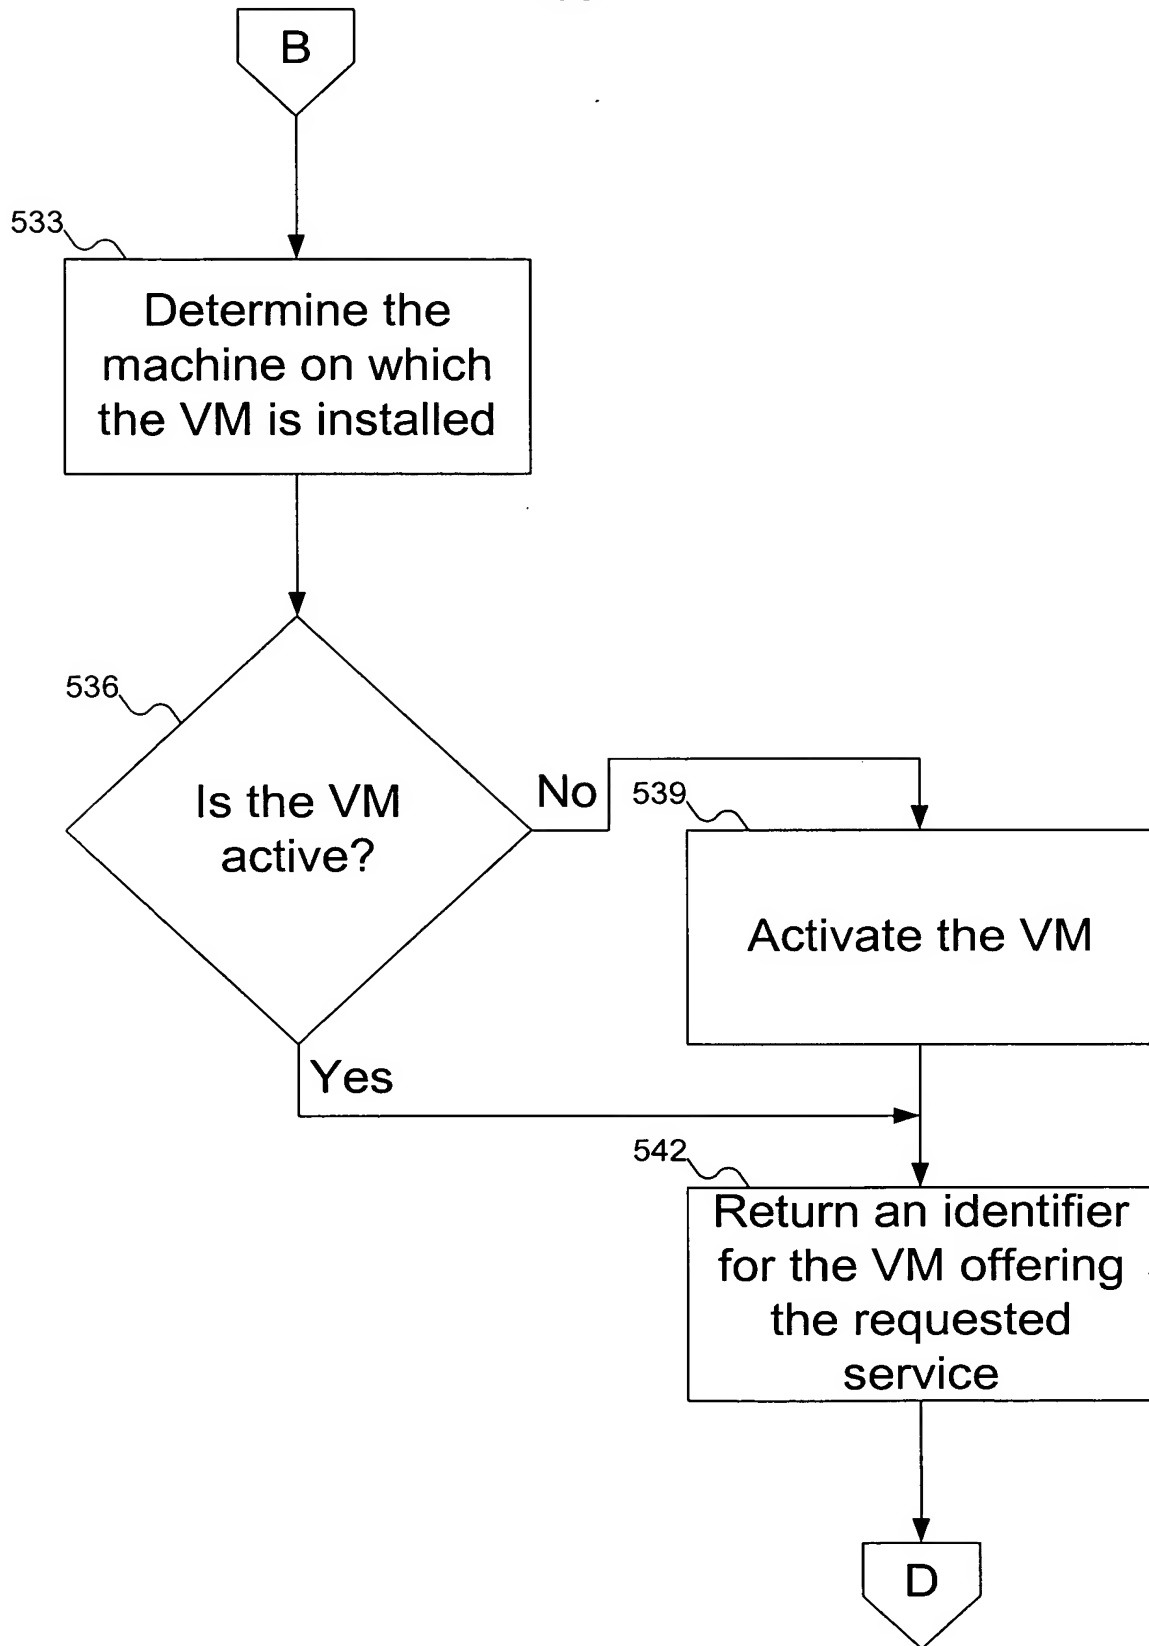 B
533
Determine the
machine on which
the VM is installed
536
Is the VM
active?
No
539
Activate the VM
Yes
542
Return an identifier
for the VM offering
the requested
service
D